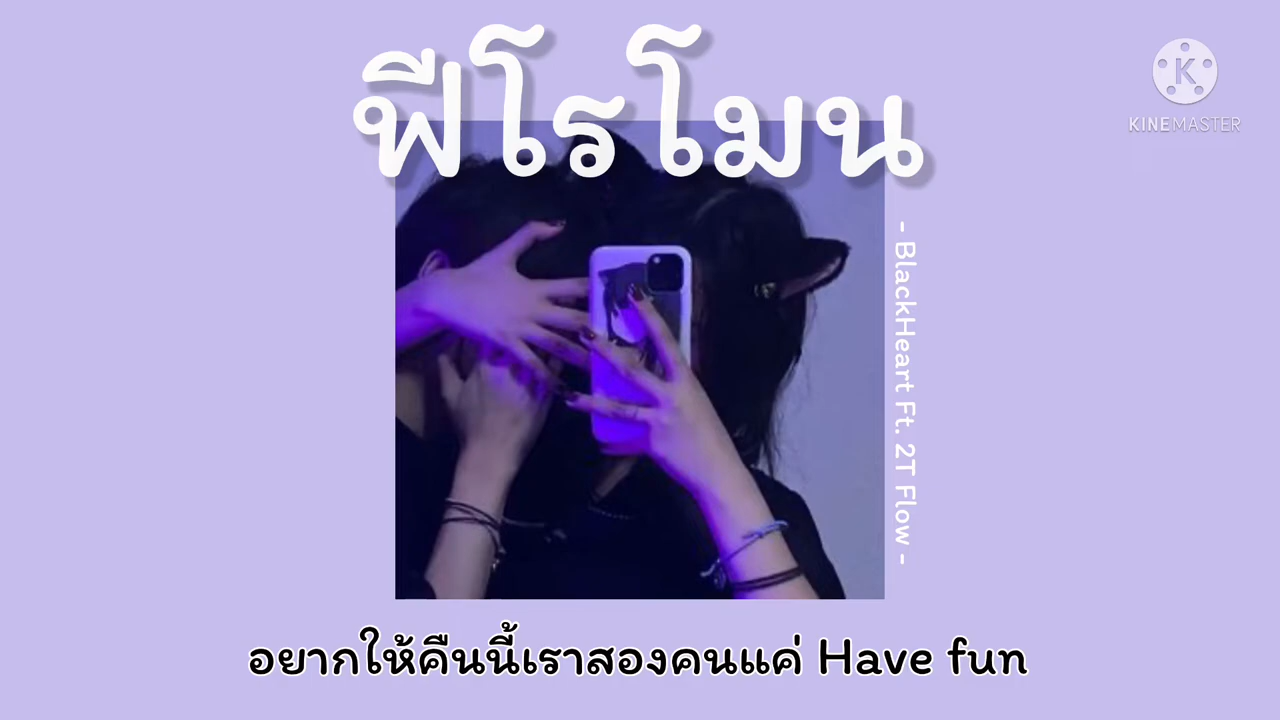 ฟีโรโมน
K
KINEMASTER
- BlackHeart Ft. 2T Flow -
อยากให้คืนนี้เราสองคนแค่ Have fun